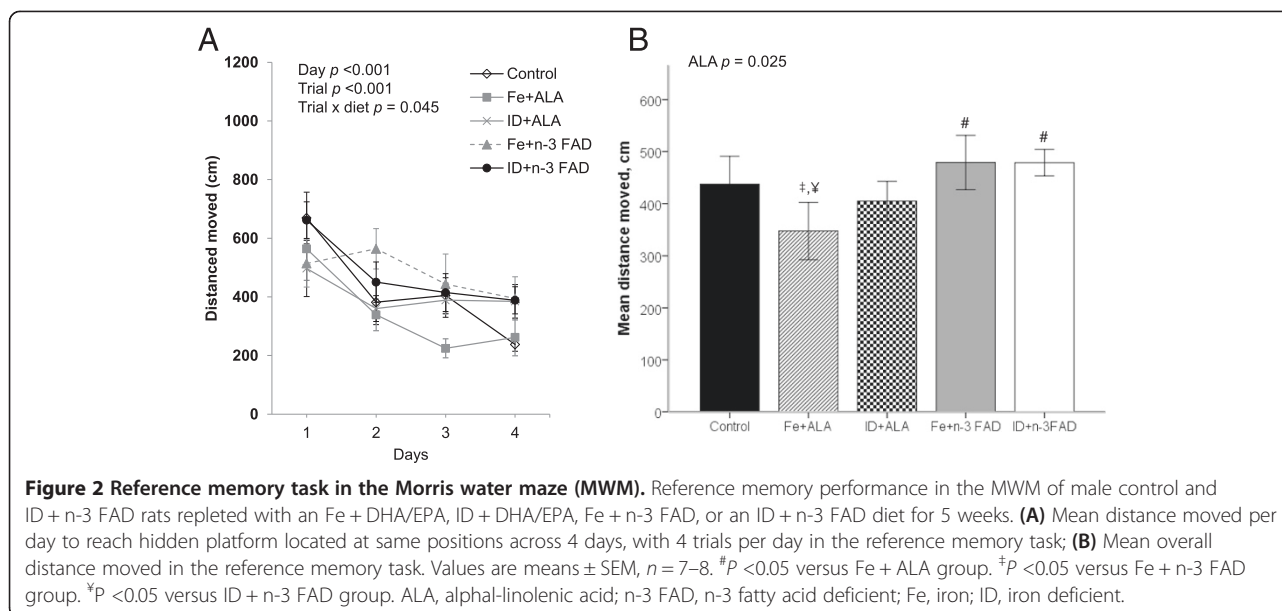 A
1200
1000
800
600
400
200
0
Distanced moved (cm)
Day p <0.001
Trial p <0.001
Trial x diet p = 0.045
Control
Fe+ALA
ID+ALA
Fe+n-3 FAD
ID+n-3 FAD
1 2 3 4
Days
B
ALA p = 0.025
600
500
400
300
200
100
0
Mean distance moved, cm
‡,¥
#
#
Control Fe+ALA ID+ALA Fe+n-3 FAD ID+n-3FAD
Figure 2 Reference memory task in the Morris water maze (MWM). Reference memory performance in the MWM of male control and
ID + n-3 FAD rats repleted with an Fe + DHA/EPA, ID + DHA/EPA, Fe + n-3 FAD, or an ID + n-3 FAD diet for 5 weeks. (A) Mean distance moved per
day to reach hidden platform located at same positions across 4 days, with 4 trials per day in the reference memory task; (B) Mean overall
distance moved in the reference memory task. Values are means ± SEM, n = 7–8. #P <0.05 versus Fe + ALA group. ‡P <0.05 versus Fe + n-3 FAD
group. ¥P <0.05 versus ID + n-3 FAD group. ALA, alphal-linolenic acid; n-3 FAD, n-3 fatty acid deficient; Fe, iron; ID, iron deficient.